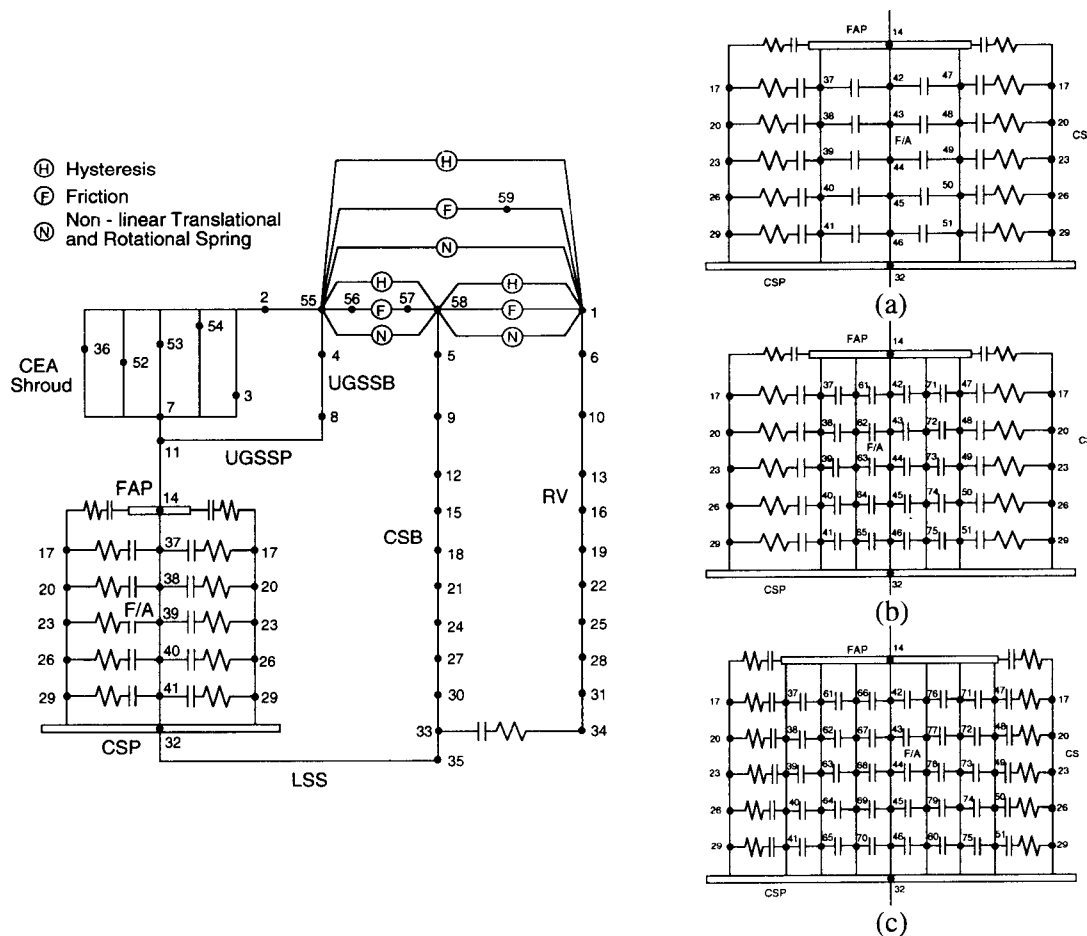 Ⓗ Hysteresis
Ⓕ Friction
Ⓝ Non - linear Translational
and Rotational Spring
H
F 59
N
H H
2 55 56 F 57 58 F 1
N N
36 52 53 54 3
CEA
Shroud
7
4 5 6
UGSSB
8 9 10
11
UGSSP
12 13
FAP 14
RV
15 16
CSB
17 37 17 18 19
20 38 20 21 22
F/A
23 39 23 24 25
26 40 26 27 28
29 41 29 30 31
CSP 32
33 34
35
LSS
FAP 14
17 37 42 47 17
20 38 43 48 20
F/A CS
23 39 44 49 23
26 40 45 50 26
29 41 46 51 29
CSP 32
(a)
FAP 14
17 37 61 42 71 47 17
20 38 62 43 72 48 20
F/A
23 39 63 44 73 49 23
26 40 64 45 74 50 26
29 41 65 46 75 51 29
CSP 32
(b)
FAP 14
17 37 61 66 42 76 71 47 17
20 38 62 67 43 77 72 48 20
F/A CS
23 39 63 68 44 78 73 49 23
26 40 64 69 45 79 74 50 26
29 41 65 70 46 80 75 51 29
CSP 32
(c)